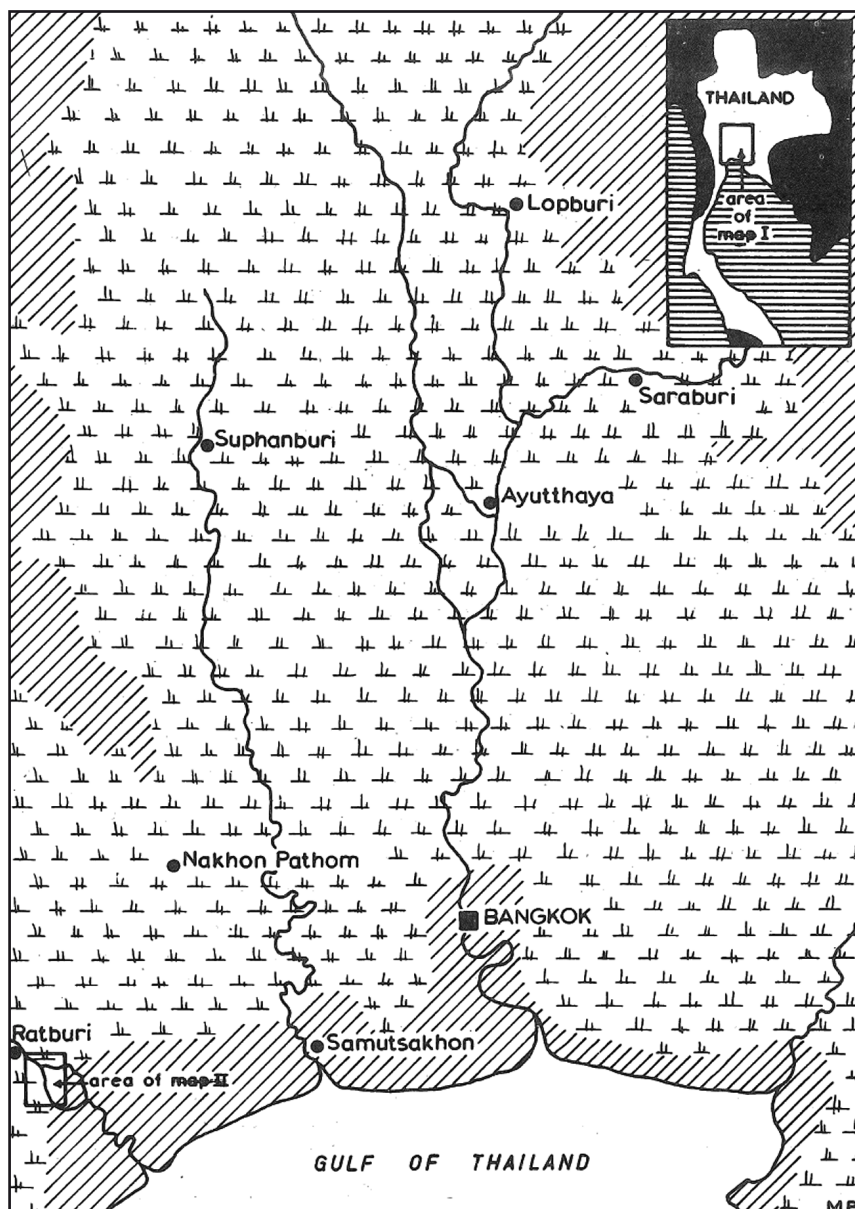 THAILAND
area
of
map I
Lopburi
Saraburi
Suphanburi
Ayutthaya
Nakhon Pathom
BANGKOK
Ratburi
Samutsakhon
area of map II
GULF OF THAILAND